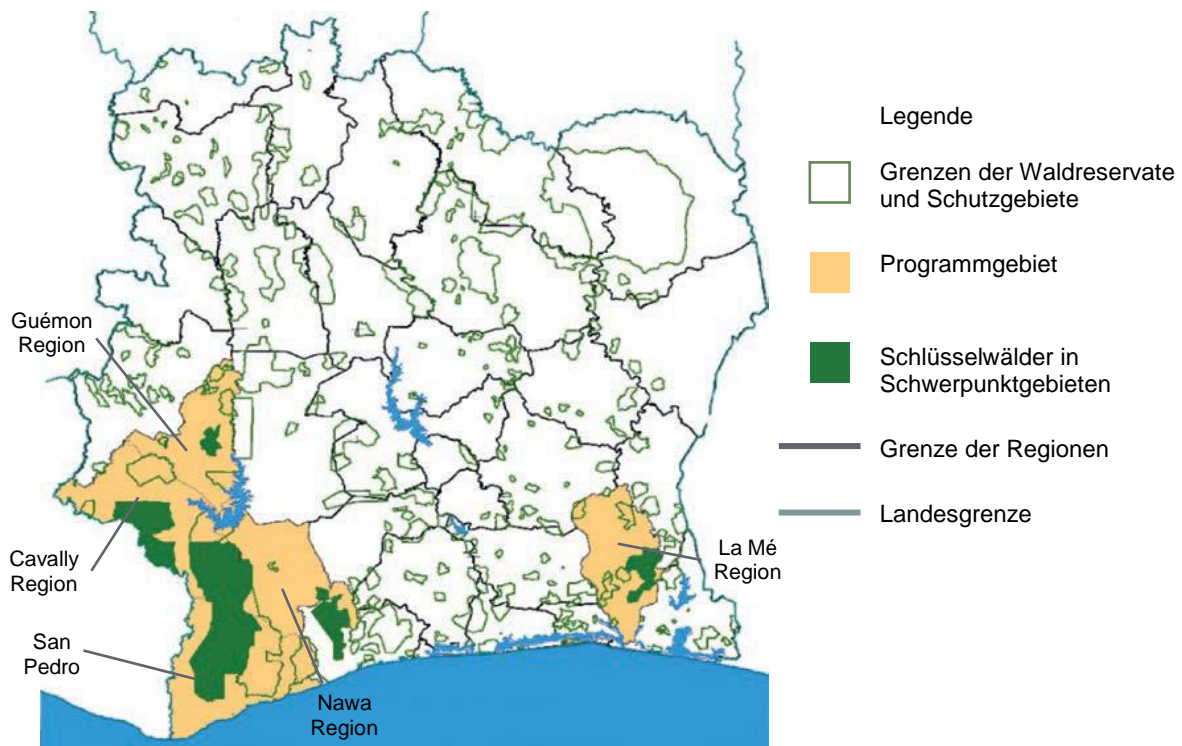 Legende
Grenzen der Waldreservate
und Schutzgebiete
Programmgebiet
Schlüsselwälder in
Schwerpunktgebieten
Grenze der Regionen
Landesgrenze
Guémon
Region
Cavally
Region
San
Pedro
Nawa
Region
La Mé
Region